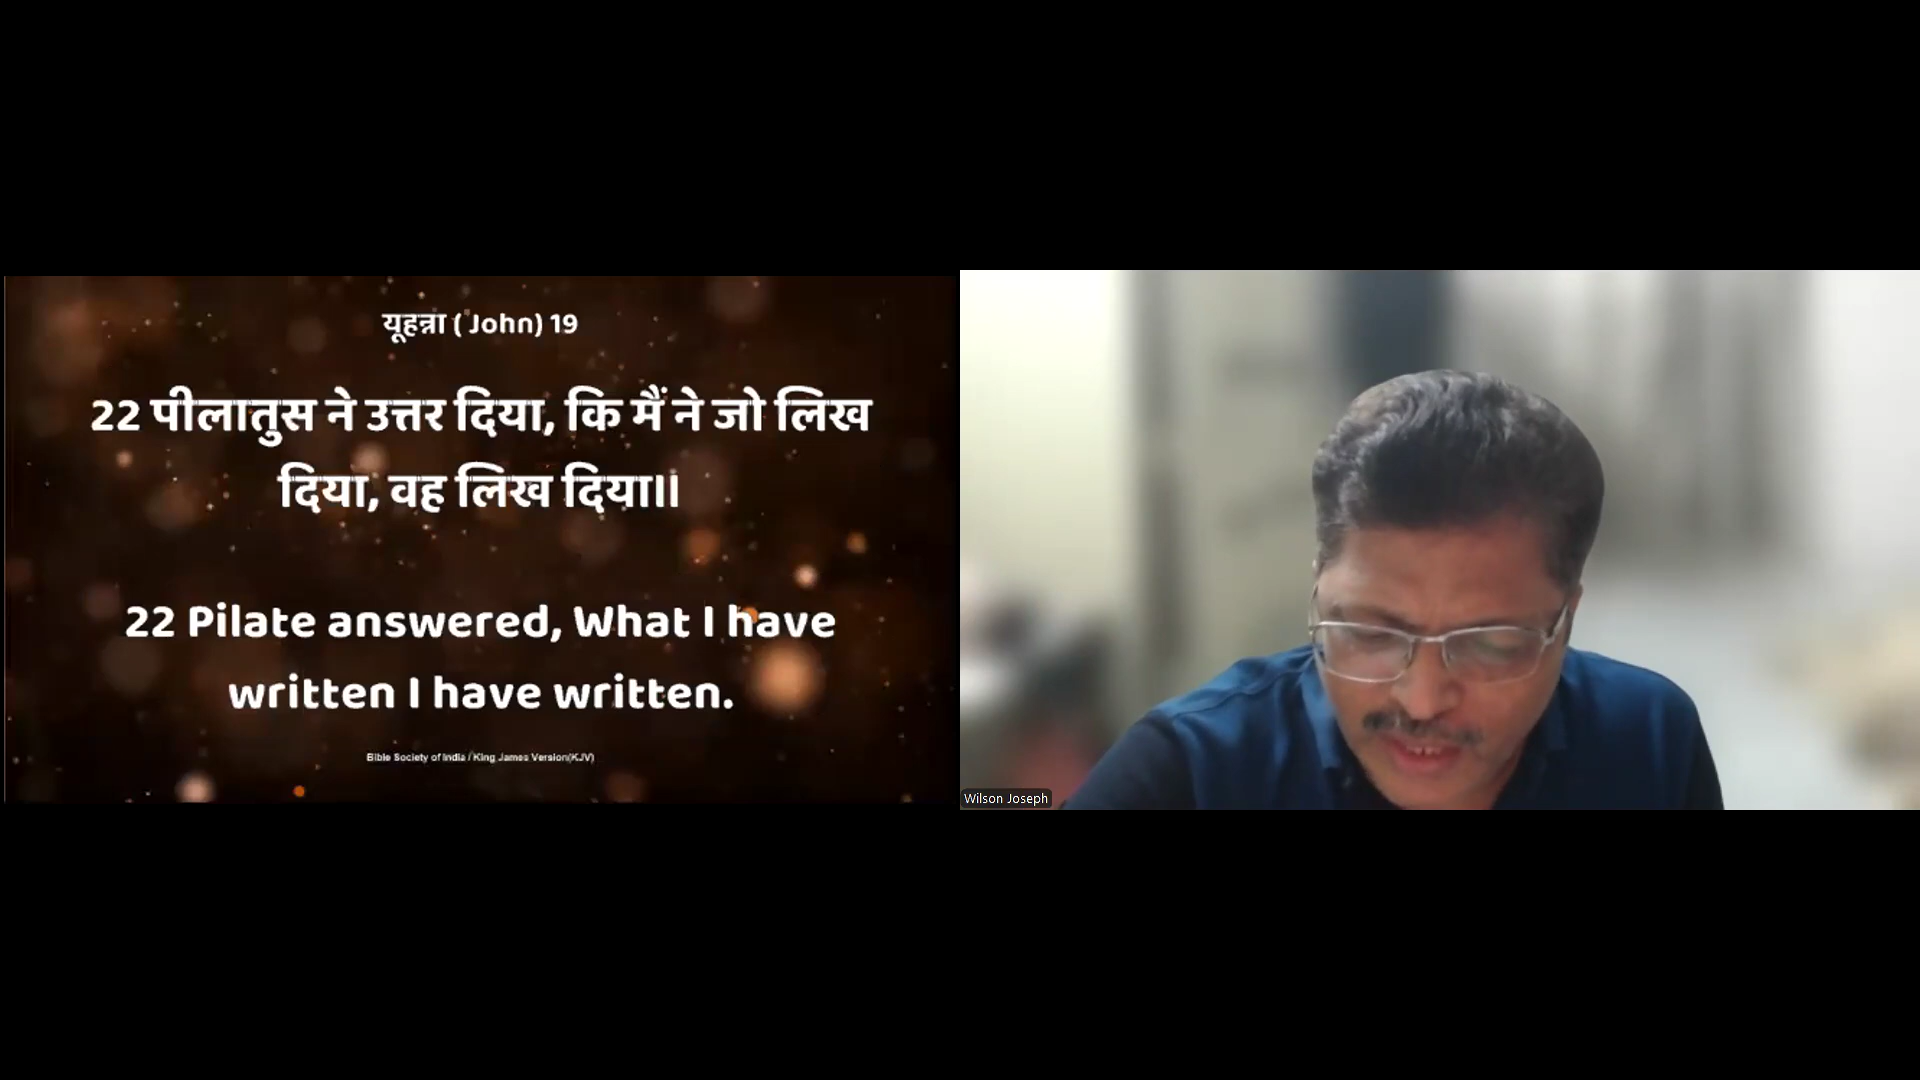 यूहन्ना ( John) 19
22 पीलातुस ने उत्तर दिया, कि मैं ने जो लिख
दिया, वह लिख दिया।।
22 Pilate answered, What I have
written I have written.
Bible Society of India / King James Version(KJV)
Wilson Joseph